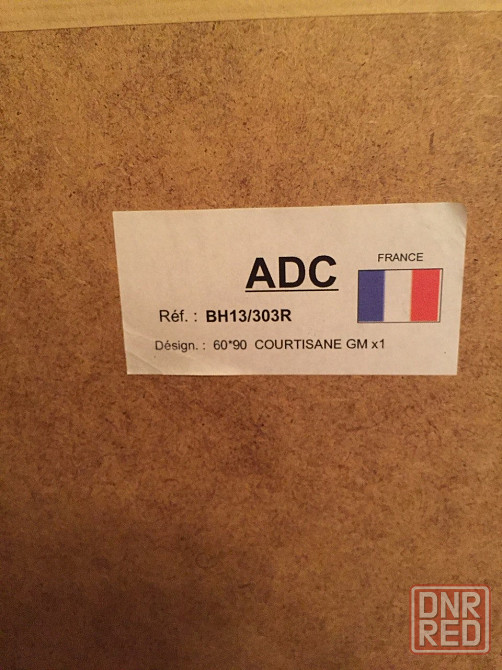 FRANCE
ADC
Réf. : BH13/303R
Désign. : 60*90 COURTISANE GM x1
DNR
RED